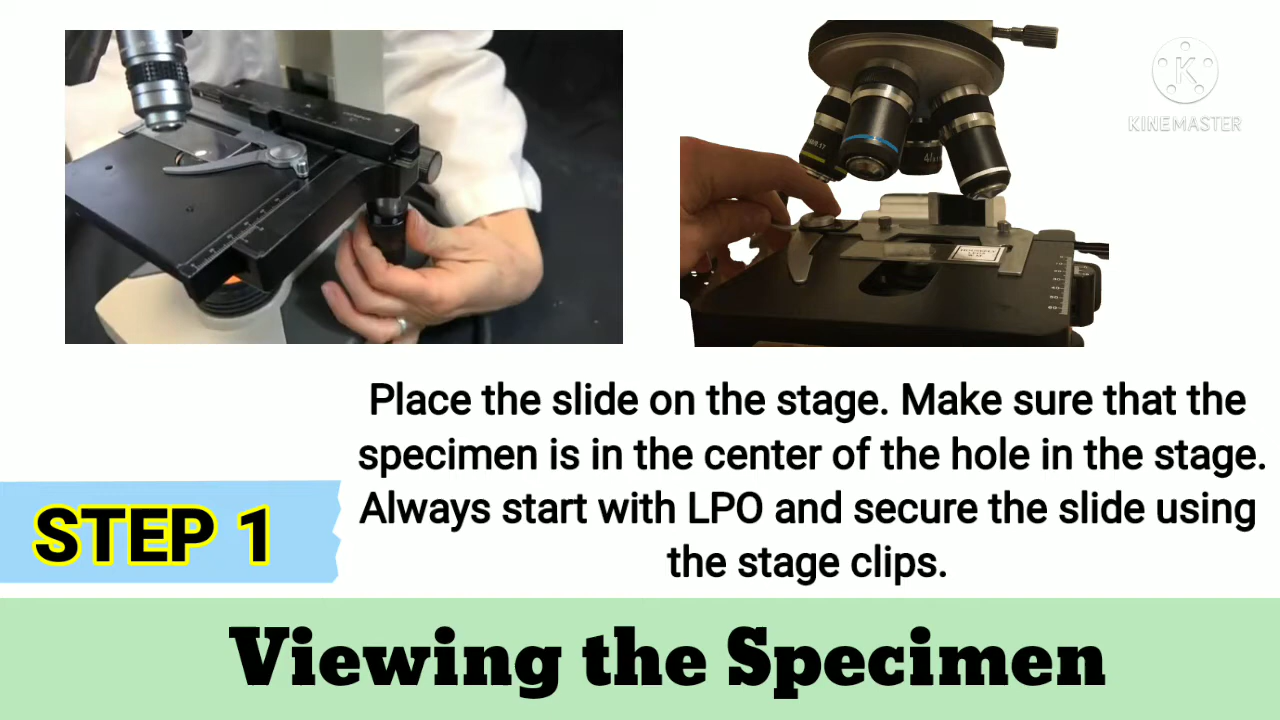 KINEMASTER
Place the slide on the stage. Make sure that the
specimen is in the center of the hole in the stage.
Always start with LPO and secure the slide using
the stage clips.
STEP 1
Viewing the Specimen